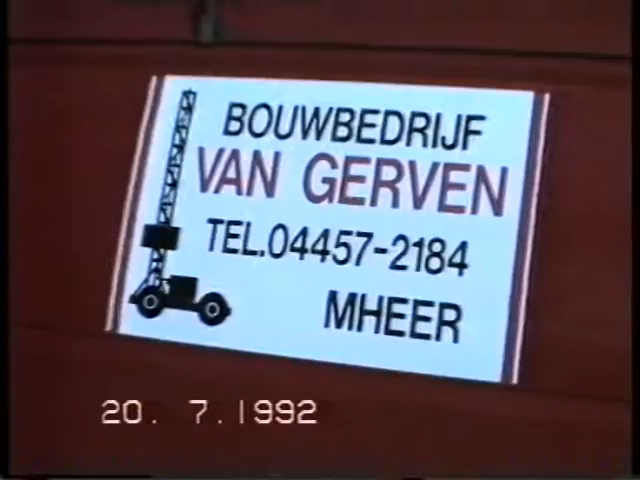 BOUWBEDRIJF
VAN GERVEN
TEL.04457-2184
MHEER
20. 7.1992